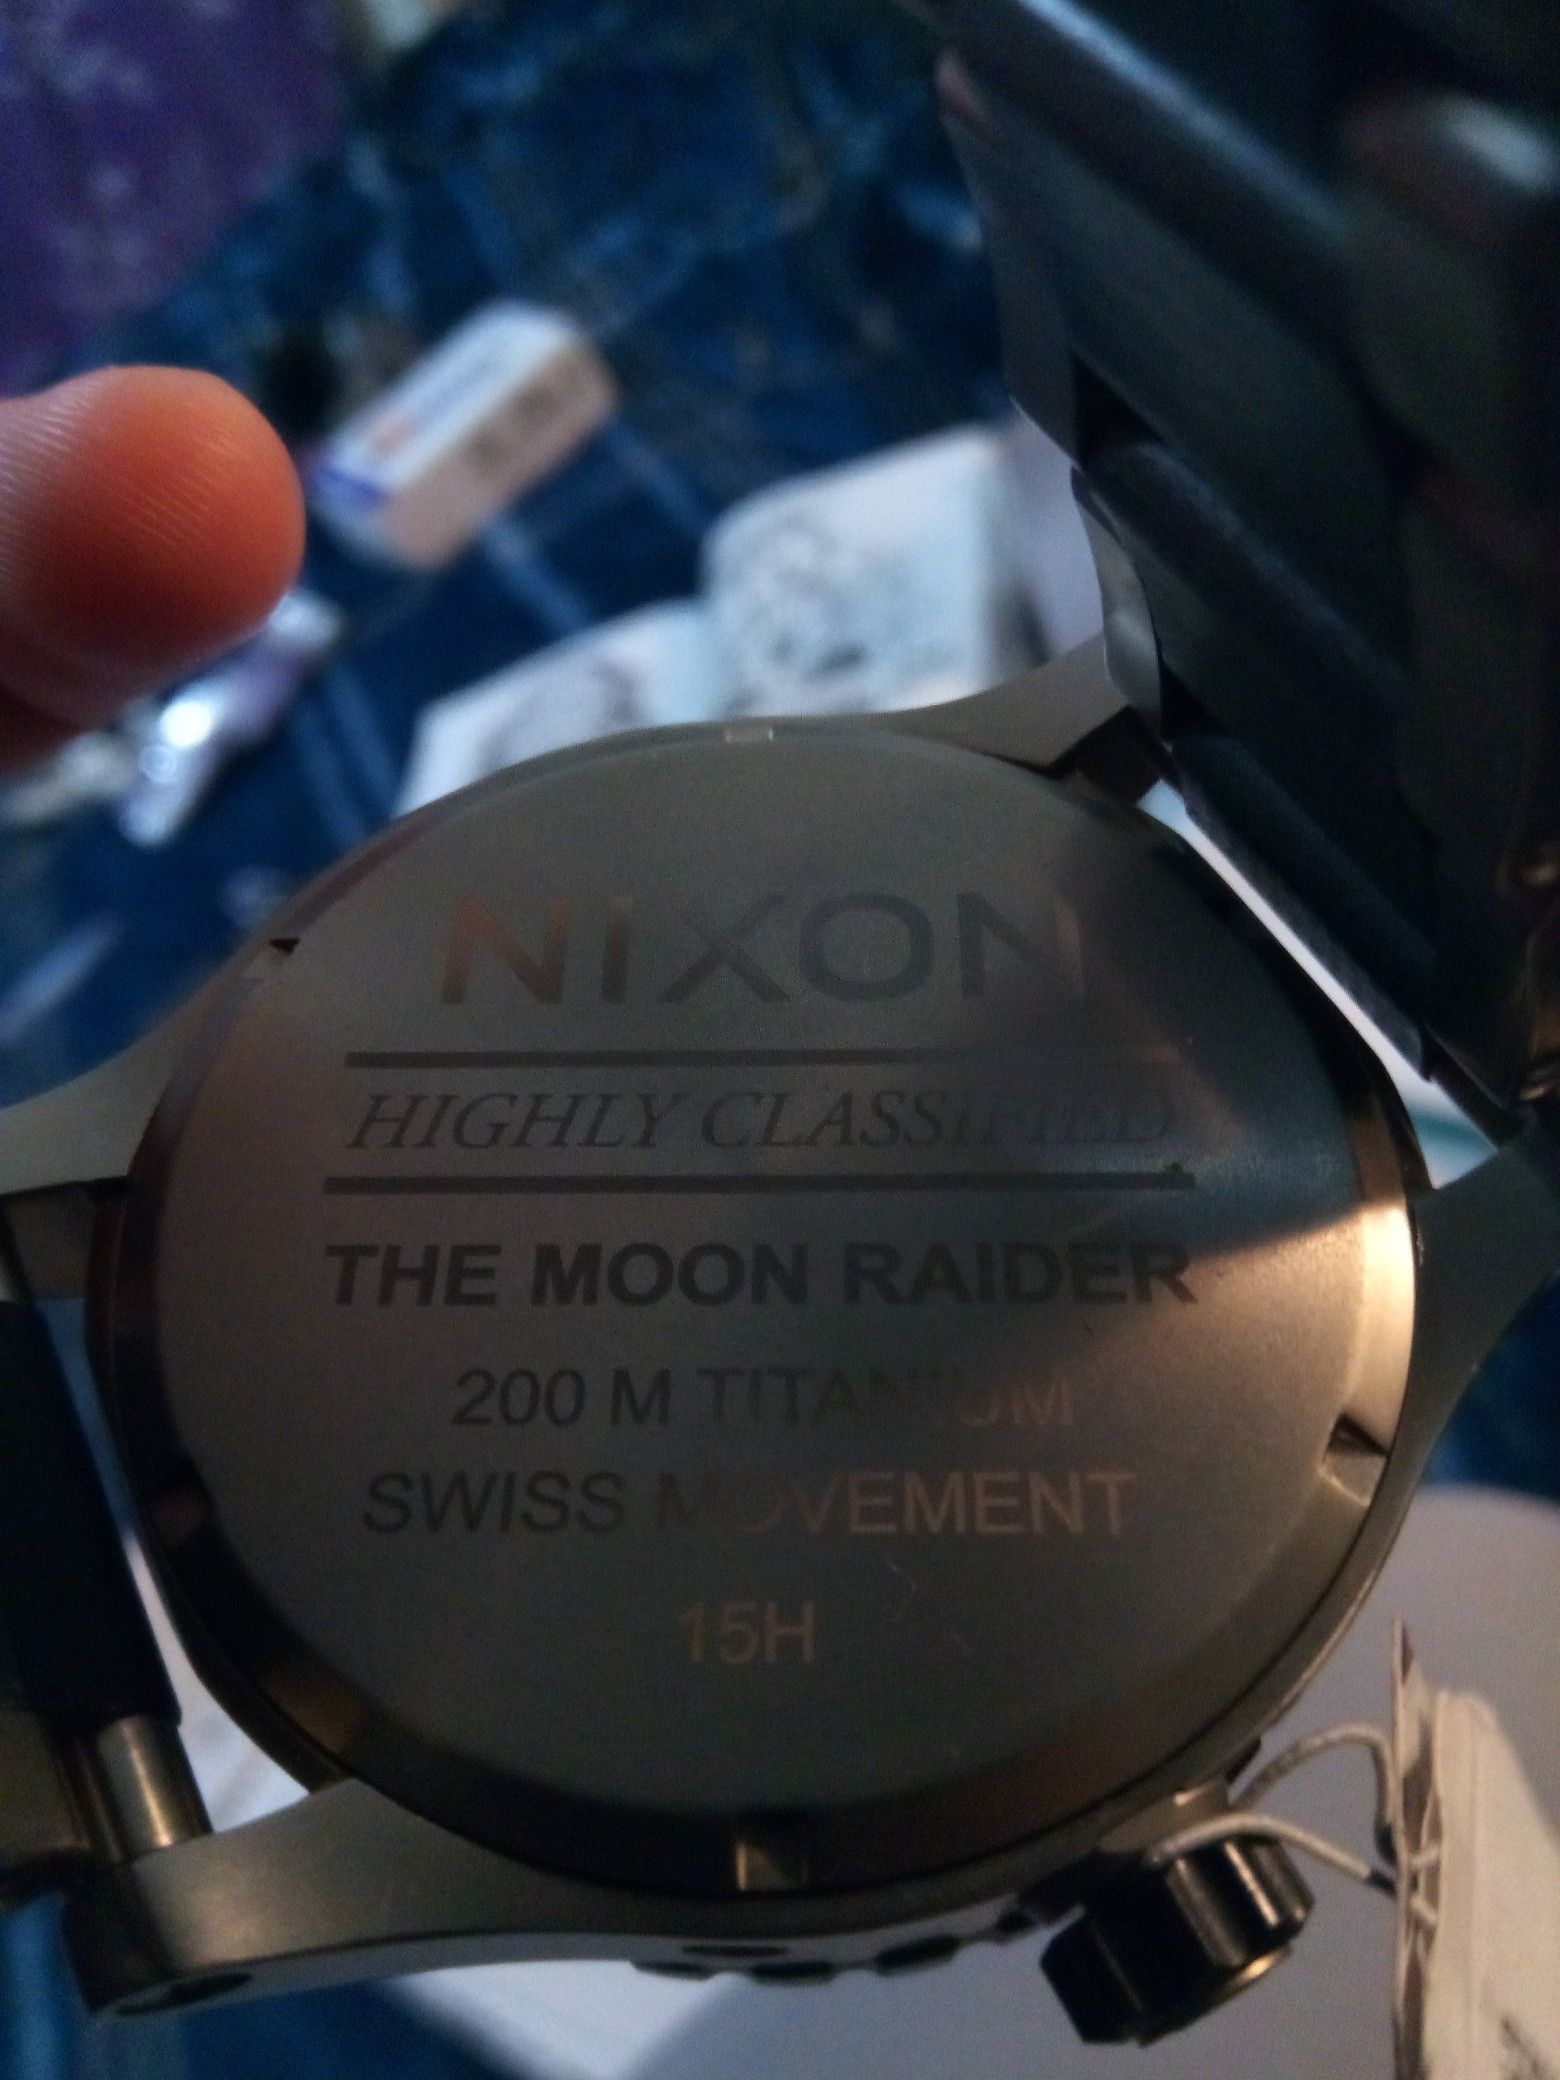 NIXON
HIGHLY CLASSIFIED
THE MOON RAIDER
200 M TITANIUM
SWISS MOVEMENT
15H